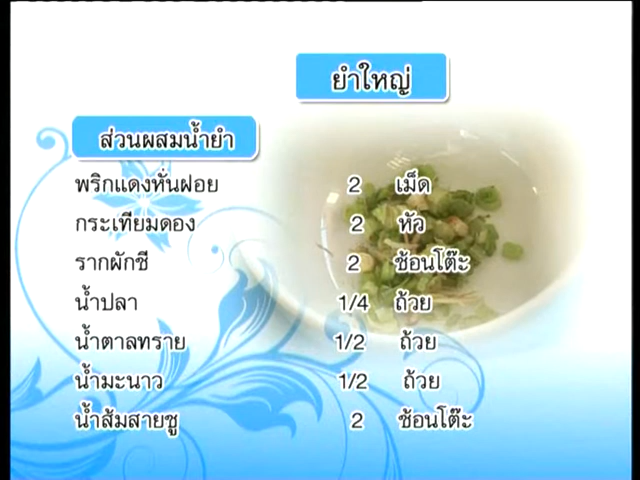 ยำใหญ่
ส่วนผสมน้ำยำ
พริกแดงหั่นฝอย 2 เม็ด
กระเทียมดอง 2 หัว
รากผักชี 2 ช้อนโต๊ะ
น้ำปลา 1/4 ถ้วย
น้ำตาลทราย 1/2 ถ้วย
น้ำมะนาว 1/2 ถ้วย
น้ำส้มสายชู 2 ช้อนโต๊ะ